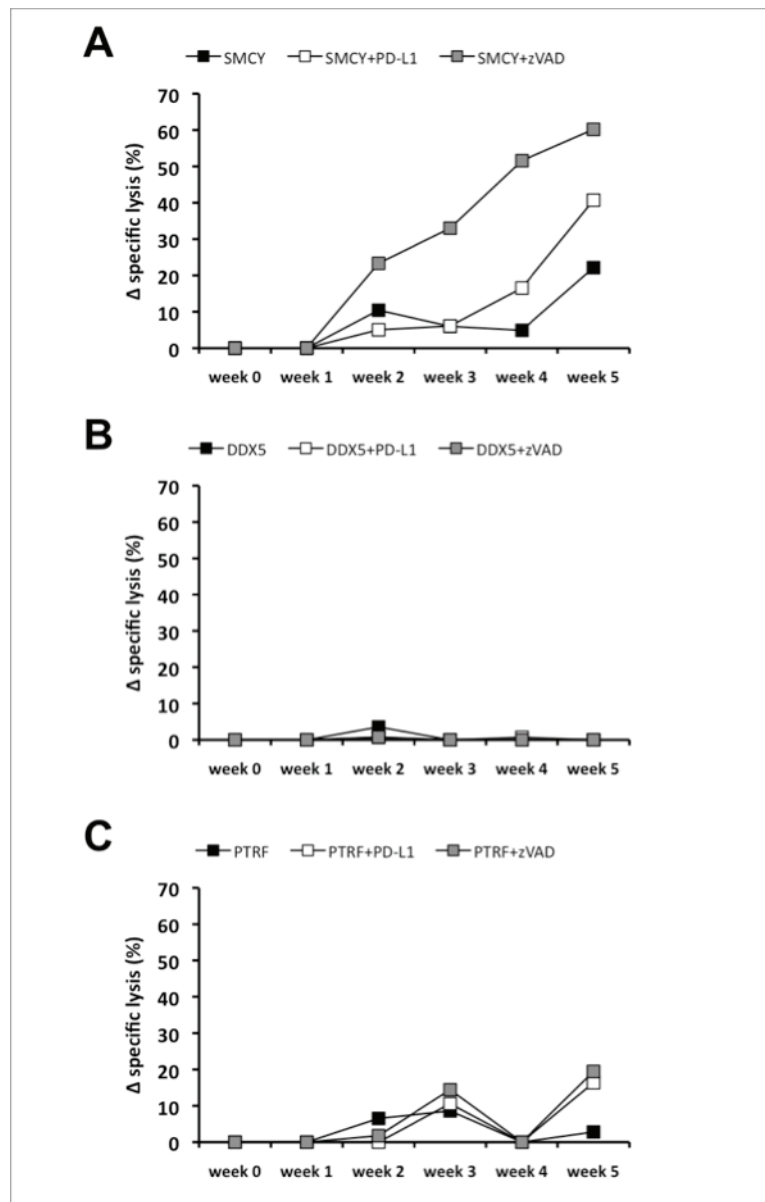 A
SMCY SMCY+PD-L1 SMCY+zVAD
Δ specific lysis (%)
70
60
50
40
30
20
10
0
week 0 week 1 week 2 week 3 week 4 week 5
B
DDX5 DDX5+PD-L1 DDX5+zVAD
Δ specific lysis (%)
70
60
50
40
30
20
10
0
week 0 week 1 week 2 week 3 week 4 week 5
C
PTRF PTRF+PD-L1 PTRF+zVAD
Δ specific lysis (%)
70
60
50
40
30
20
10
0
week 0 week 1 week 2 week 3 week 4 week 5